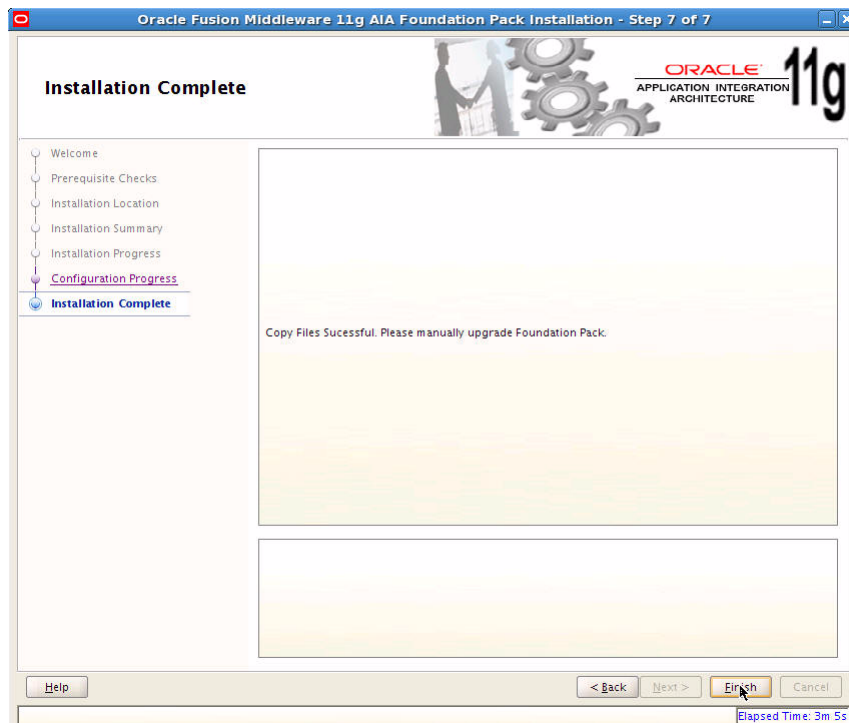 Oracle Fusion Middleware 11g AIA Foundation Pack Installation - Step 7 of 7
Installation Complete
ORACLE
APPLICATION INTEGRATION
ARCHITECTURE
11g
Welcome
Prerequisite Checks
Installation Location
Installation Summary
Installation Progress
Configuration Progress
Installation Complete
Copy Files Sucessful. Please manually upgrade Foundation Pack.
Help
< Back
Next >
Finish
Cancel
Elapsed Time: 3m 5s